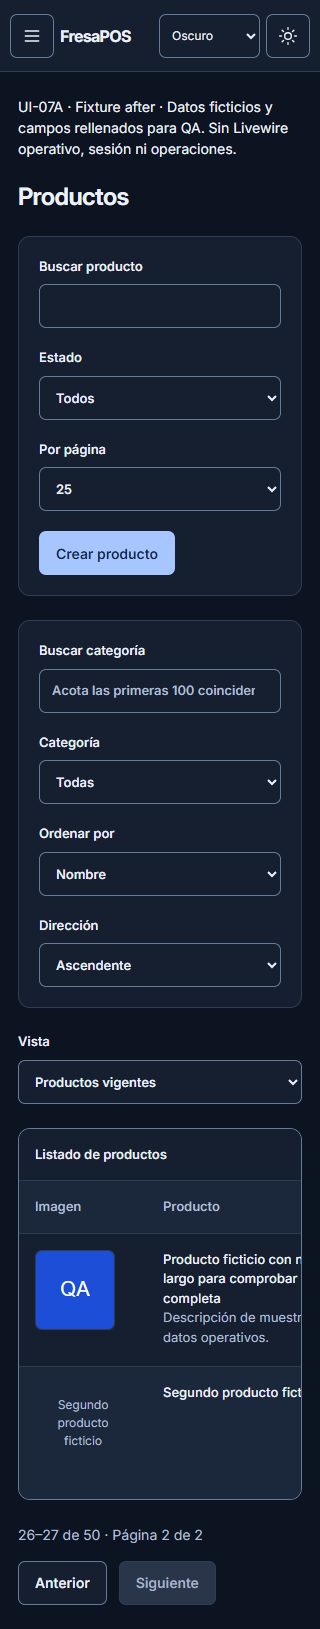 FresaPOS
Oscuro
UI-07A · Fixture after · Datos ficticios y
campos rellenados para QA. Sin Livewire
operativo, sesión ni operaciones.
Productos
Buscar producto
Estado
Todos
Por página
25
Crear producto
Buscar categoría
Acota las primeras 100 coinciden
Categoría
Todas
Ordenar por
Nombre
Dirección
Ascendente
Vista
Productos vigentes
Listado de productos
Imagen Producto
QA
Producto ficticio con n
largo para comprobar
completa
Descripción de muestr
datos operativos.
Segundo
producto
ficticio
Segundo producto fict
26–27 de 50 · Página 2 de 2
Anterior Siguiente